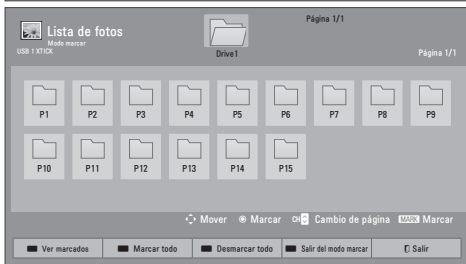 Lista de fotos
Modo marcar
USB 1 XTICK
Página 1/1
Drive1
Página 1/1
P1 P2 P3 P4 P5 P6 P7 P8 P9
P10 P11 P12 P13 P14 P15
Mover Marcar CH Cambio de página MARK Marcar
Ver marcados Marcar todo Desmarcar todo Salir del modo marcar Salir